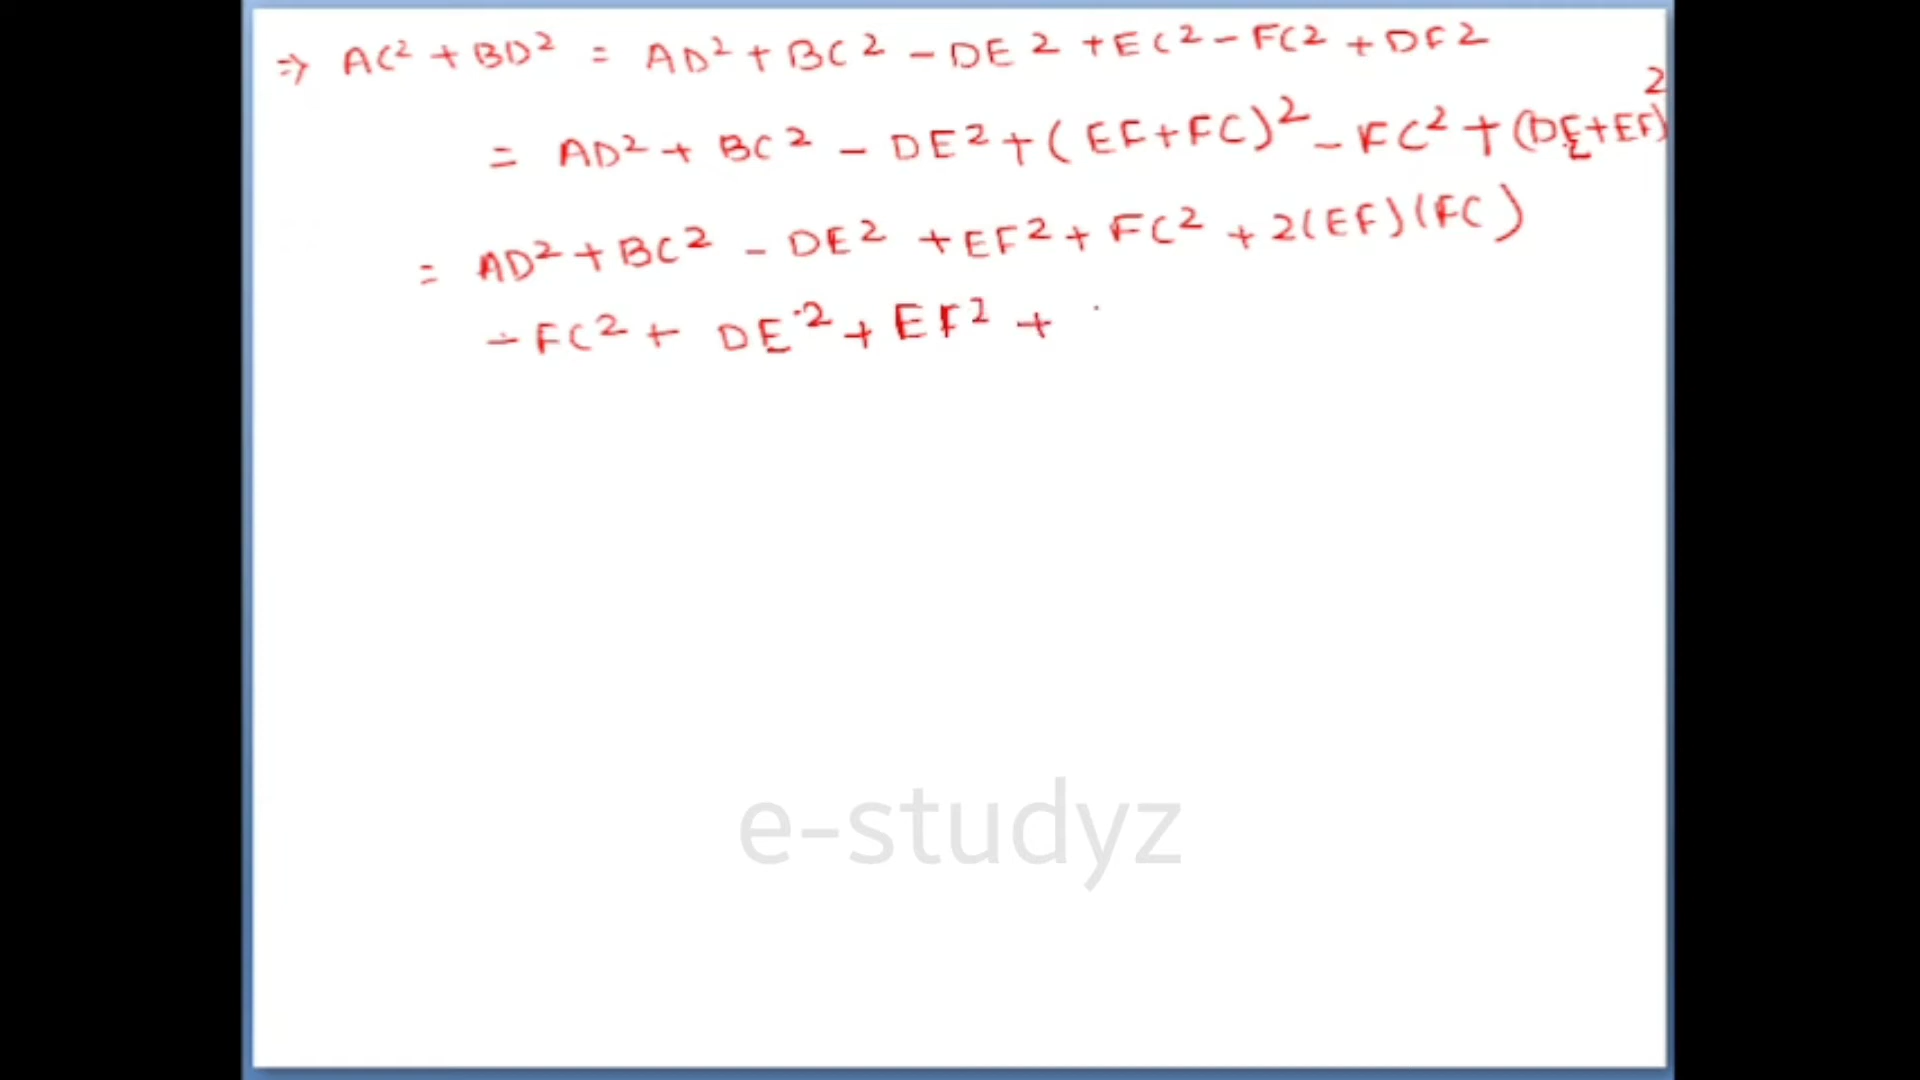 ⇒ AC² + BD² = AD² + BC² - DE² + EC² - FC² + DF²
= AD² + BC² - DE² + (EF+FC)² - FC² + (DE+EF)²
= AD² + BC² - DE² + EF² + FC² + 2(EF)(FC)
- FC² + DE² + EF² +
e-studyz